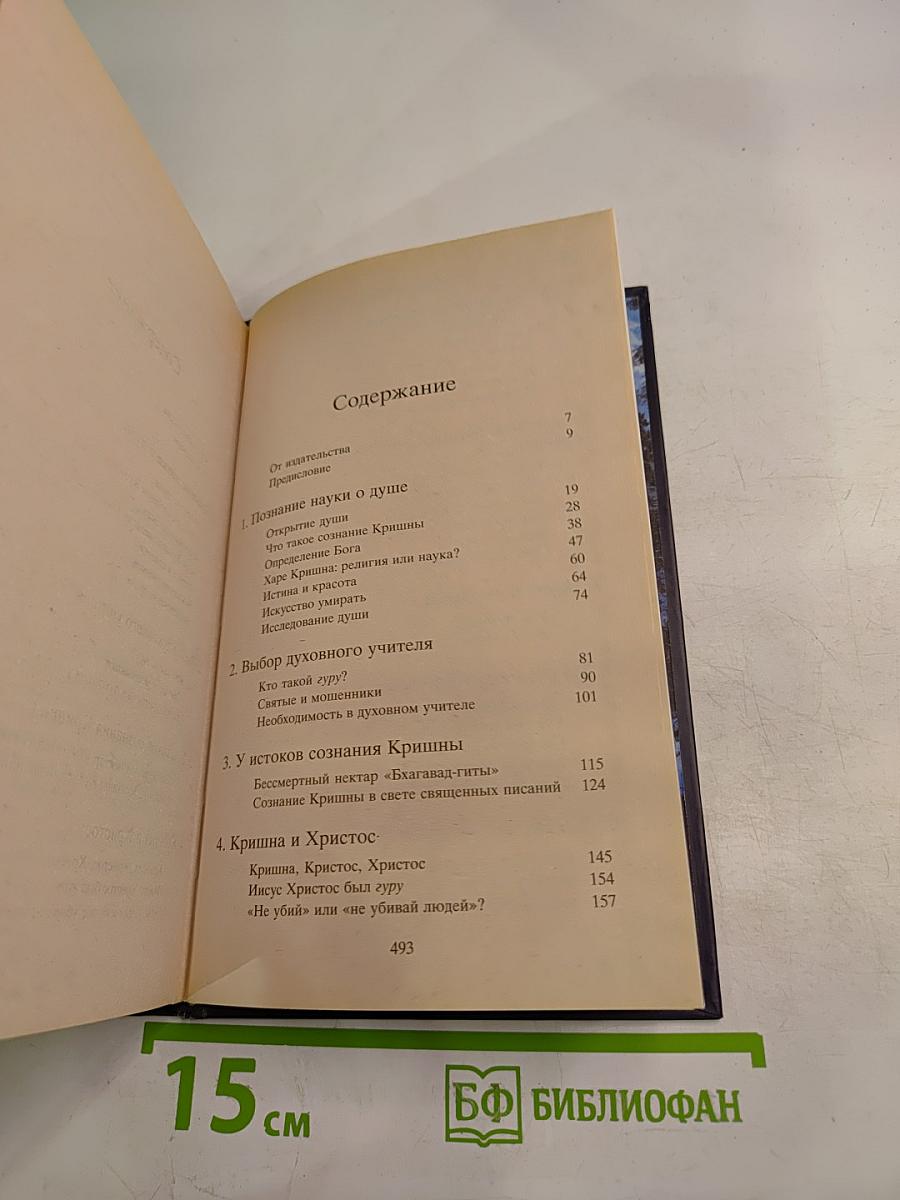 Содержание
От издательства 7
Предисловие 9
1. Познание науки о душе
Открытие души 19
Что такое сознание Кришны 28
Определение Бога 38
Харе Кришна: религия или наука? 47
Истина и красота 60
Искусство умирать 64
Исследование души 74
2. Выбор духовного учителя
Кто такой гуру? 81
Святые и мошенники 90
Необходимость в духовном учителе 101
3. У истоков сознания Кришны
Бессмертный нектар «Бхагавад-гиты» 115
Сознание Кришны в свете священных писаний 124
4. Кришна и Христос
Кришна, Кристос, Христос 145
Иисус Христос был гуру 154
«Не убий» или «не убивай людей»? 157
493
15 см
БФ БИБЛИОФАН